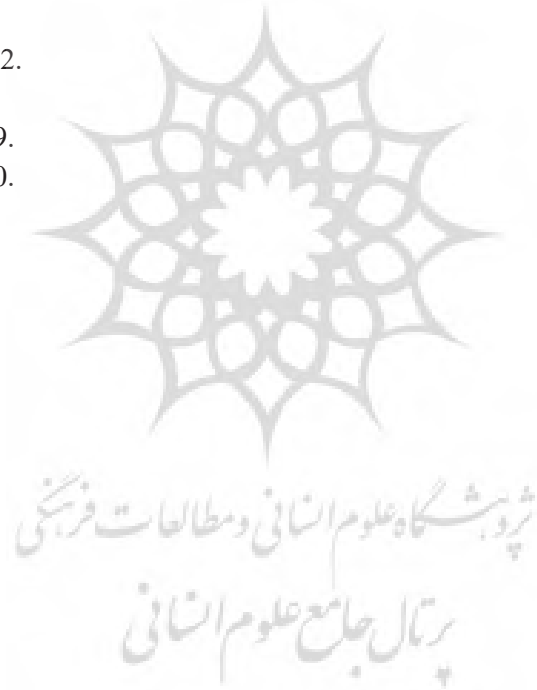 2.
9.
0.
پژوهشگاه علوم انسانی و مطالعات فرهنگی
پرتال جامع علوم انسانی